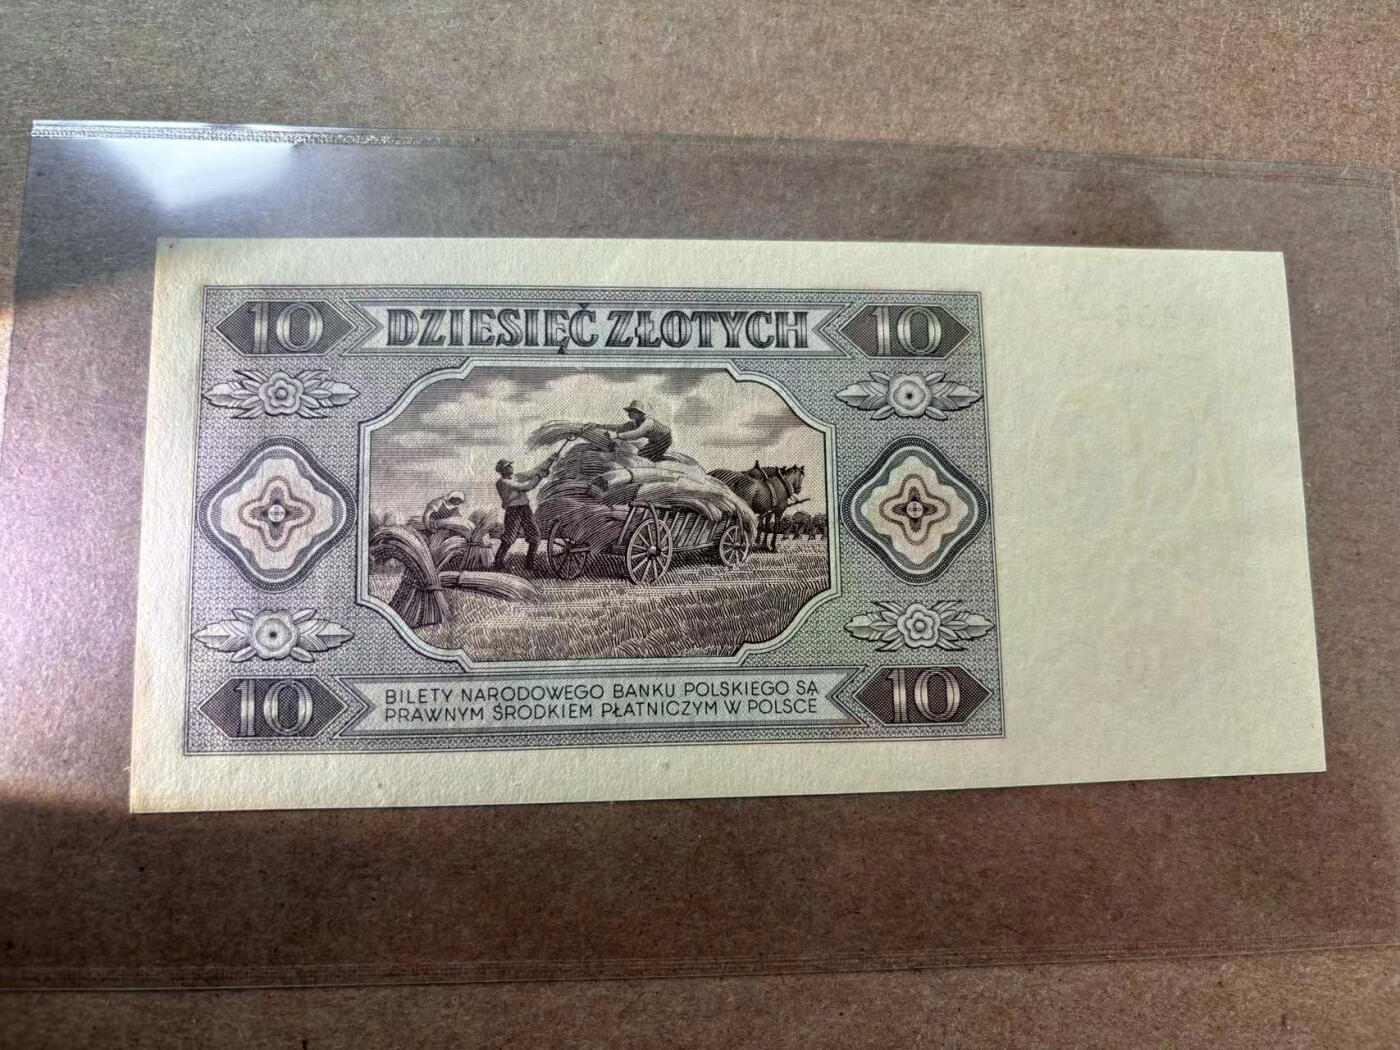 10 DZIESIĘĆ ZŁOTYCH 10
10 BILETY NARODOWEGO BANKU POLSKIEGO SĄ 10
PRAWNYM ŚRODKIEM PŁATNICZYM W POLSCE